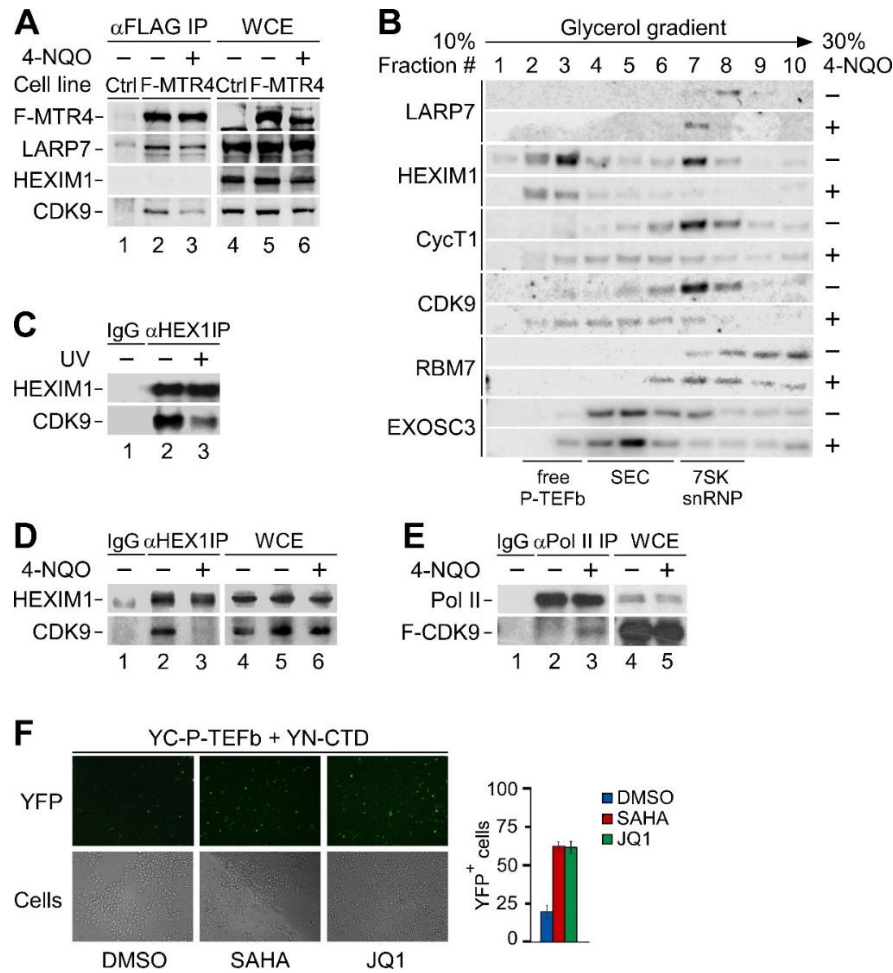 A
αFLAG IP WCE
4-NQO – – + – – +
Cell line Ctrl F-MTR4 Ctrl F-MTR4
F-MTR4
LARP7
HEXIM1
CDK9
1 2 3 4 5 6
B
Glycerol gradient
10% 30%
Fraction # 1 2 3 4 5 6 7 8 9 10 4-NQO
LARP7 – +
HEXIM1 – +
CycT1 – +
CDK9 – +
RBM7 – +
EXOSC3 – +
free P-TEFb
SEC
7SK snRNP
C
IgG αHEX1IP
UV – – +
HEXIM1
CDK9
1 2 3
D
IgG αHEX1IP WCE
4-NQO – – + – – +
HEXIM1
CDK9
1 2 3 4 5 6
E
IgG αPol II IP WCE
4-NQO – – + – +
Pol II
F-CDK9
1 2 3 4 5
F
YC-P-TEFb + YN-CTD
YFP
Cells
DMSO SAHA JQ1
YFP+ cells
100
75
50
25
0
DMSO
SAHA
JQ1